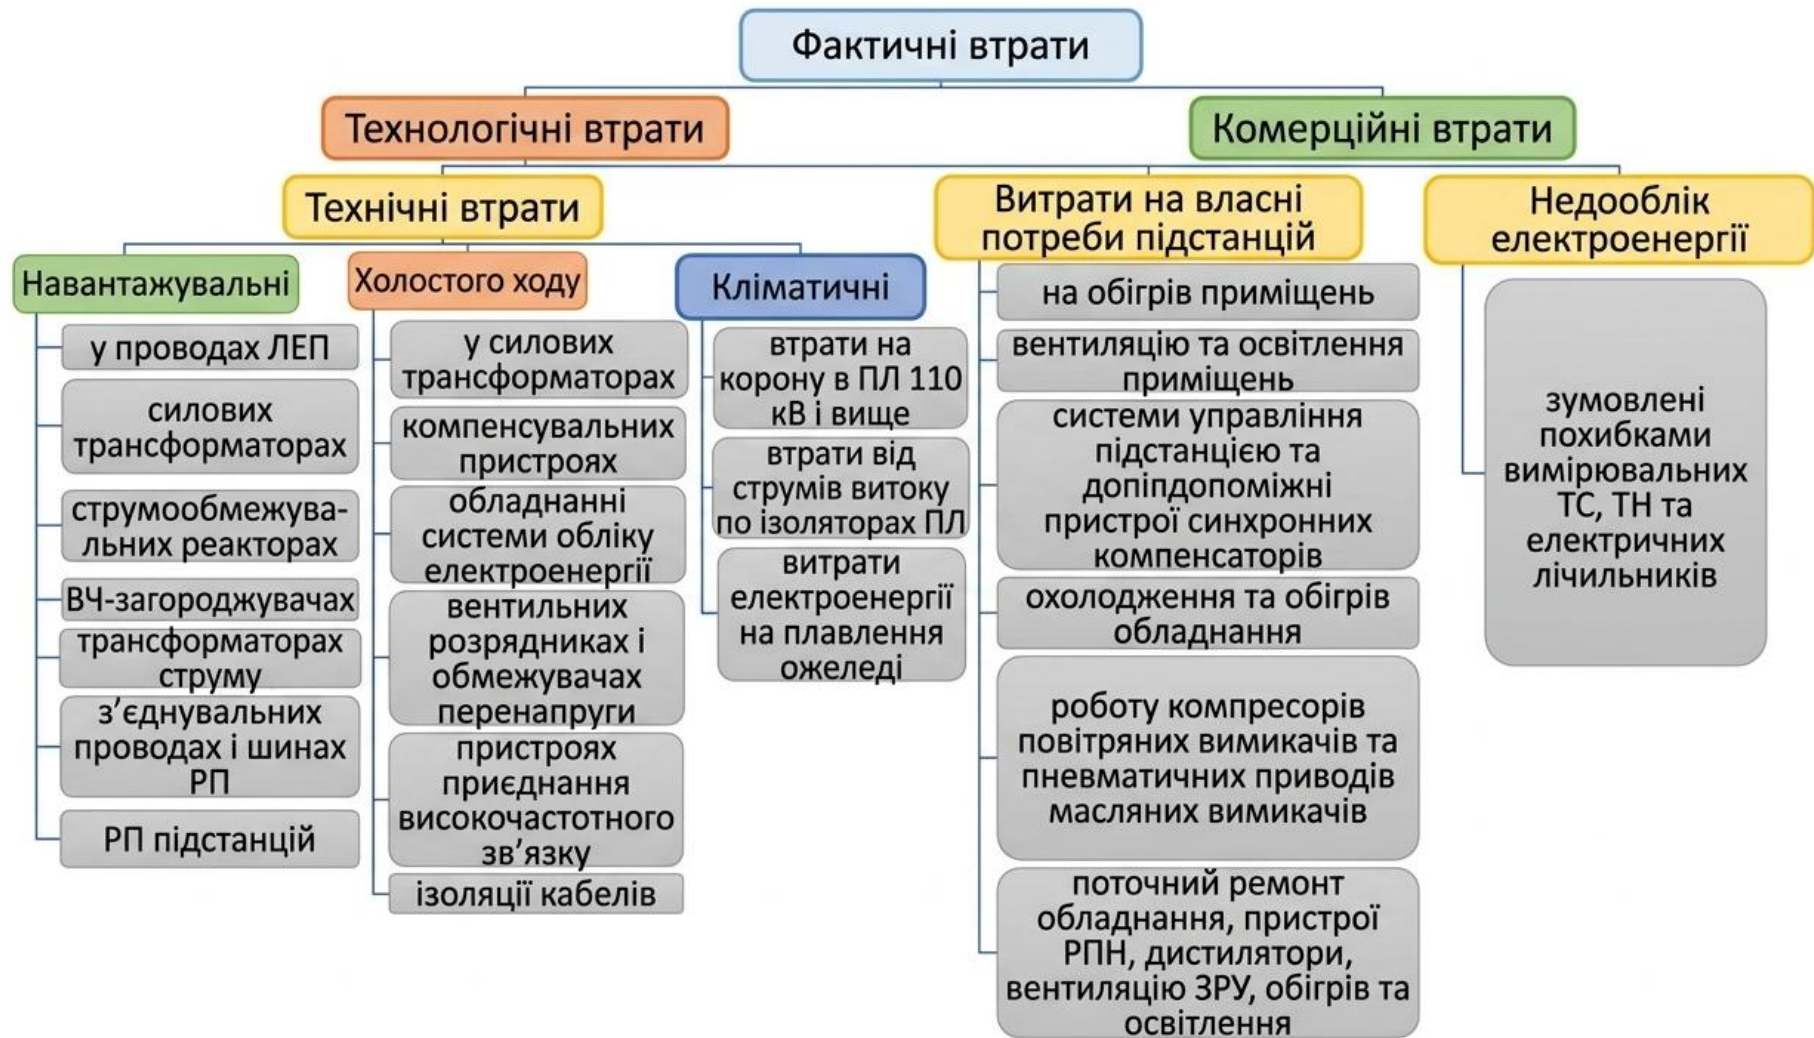 Фактичні втрати
Технологічні втрати
Комерційні втрати
Технічні втрати
Витрати на власні
потреби підстанцій
Недооблік
електроенергії
Навантажувальні
у проводах ЛЕП
силових
трансформаторах
струмообмежува-
льних реакторах
ВЧ-загороджувачах
трансформаторах
струму
з’єднувальних
проводах і шинах
РП
РП підстанцій
Холостого ходу
у силових
трансформаторах
компенсувальних
пристроях
обладнанні
системи обліку
електроенергії
вентильних
розрядниках і
обмежувачах
перенапруги
пристроях
приєднання
високочастотного
зв’язку
ізоляції кабелів
Кліматичні
втрати на
корону в ПЛ 110
кВ і вище
втрати від
струмів витоку
по ізоляторах ПЛ
витрати
електроенергії
на плавлення
ожеледі
на обігрів приміщень
вентиляцію та освітлення
приміщень
системи управління
підстанцією та
допіпдопоміжні
пристрої синхронних
компенсаторів
охолодження та обігрів
обладнання
роботу компресорів
повітряних вимикачів та
пневматичних приводів
масляних вимикачів
поточний ремонт
обладнання, пристрої
РПН, дистилятори,
вентиляцію ЗРУ, обігрів та
освітлення
зумовлені
похибками
вимірювальних
ТС, ТН та
електричних
лічильників